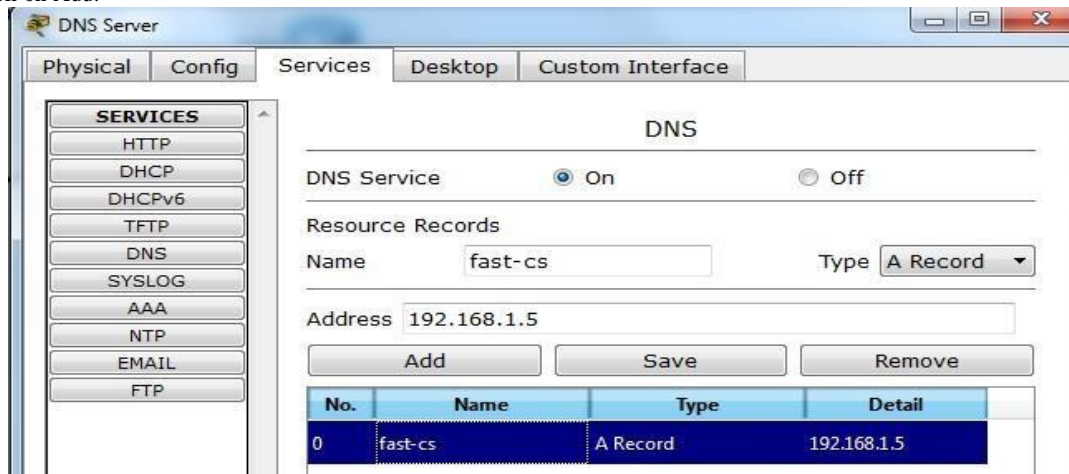 DNS Server
Physical Config Services Desktop Custom Interface
SERVICES
HTTP
DHCP
DHCPv6
TFTP
DNS
SYSLOG
AAA
NTP
EMAIL
FTP
DNS
DNS Service On Off
Resource Records
Name fast-cs Type A Record
Address 192.168.1.5
Add Save Remove
No. Name Type Detail
0 fast-cs A Record 192.168.1.5